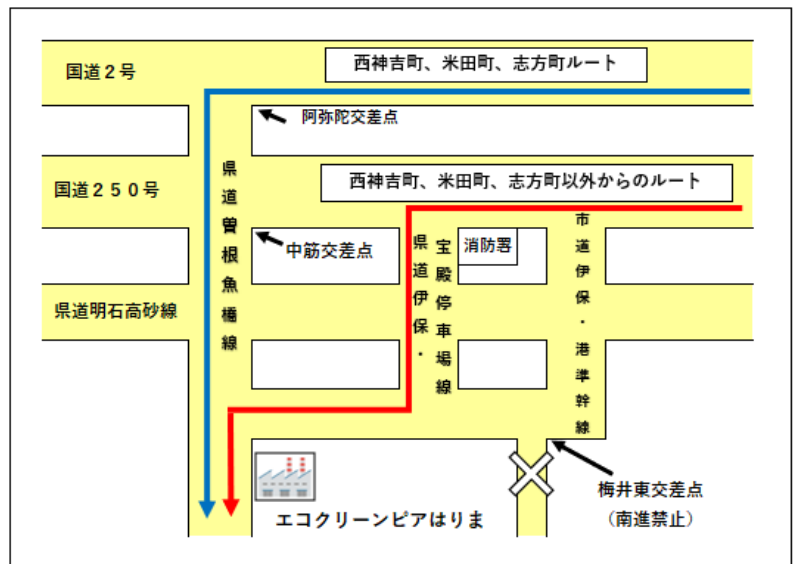 国道２号
西神吉町、米田町、志方町ルート
阿弥陀交差点
県道曽根魚橋線
国道２５０号
西神吉町、米田町、志方町以外からのルート
中筋交差点
県道伊保・
宝殿停車場線
消防署
市道伊保・港準幹線
県道明石高砂線
エコクリーンピアはりま
梅井東交差点
（南進禁止）